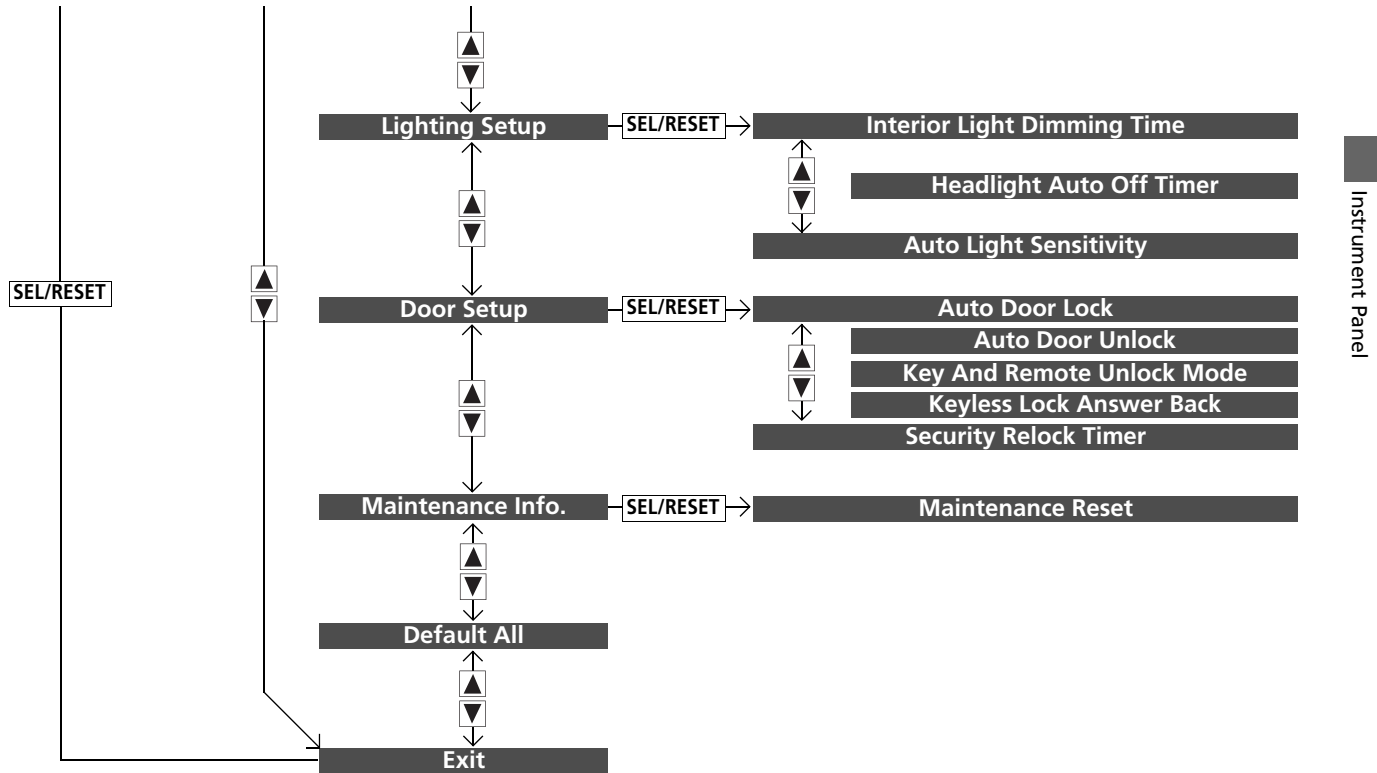 Lighting Setup
SEL/RESET
Interior Light Dimming Time
Headlight Auto Off Timer
Auto Light Sensitivity
SEL/RESET
Door Setup
SEL/RESET
Auto Door Lock
Auto Door Unlock
Key And Remote Unlock Mode
Keyless Lock Answer Back
Security Relock Timer
Maintenance Info.
SEL/RESET
Maintenance Reset
Default All
Exit
Instrument Panel